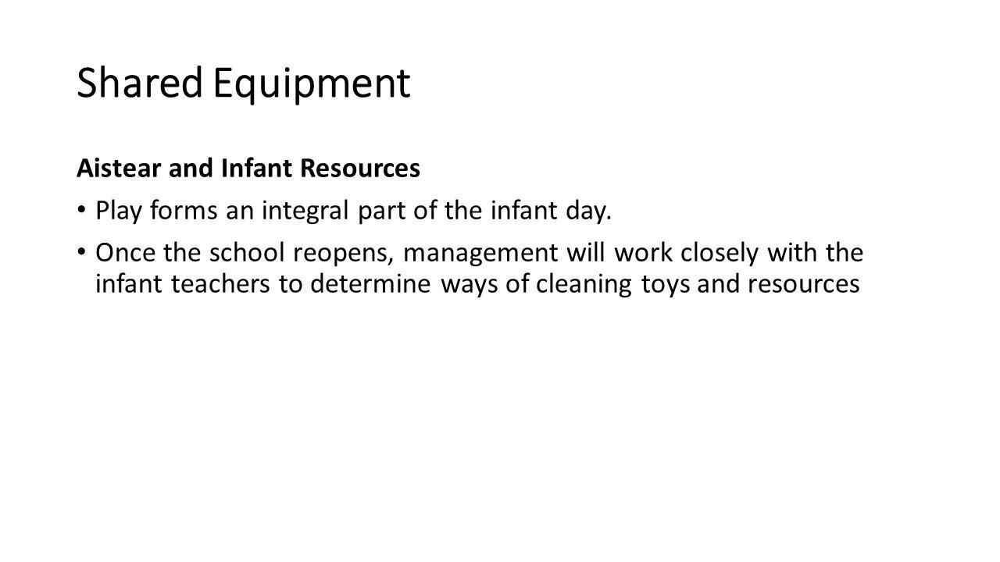 Shared Equipment
Aistear and Infant Resources
• Play forms an integral part of the infant day.
• Once the school reopens, management will work closely with the
infant teachers to determine ways of cleaning toys and resources